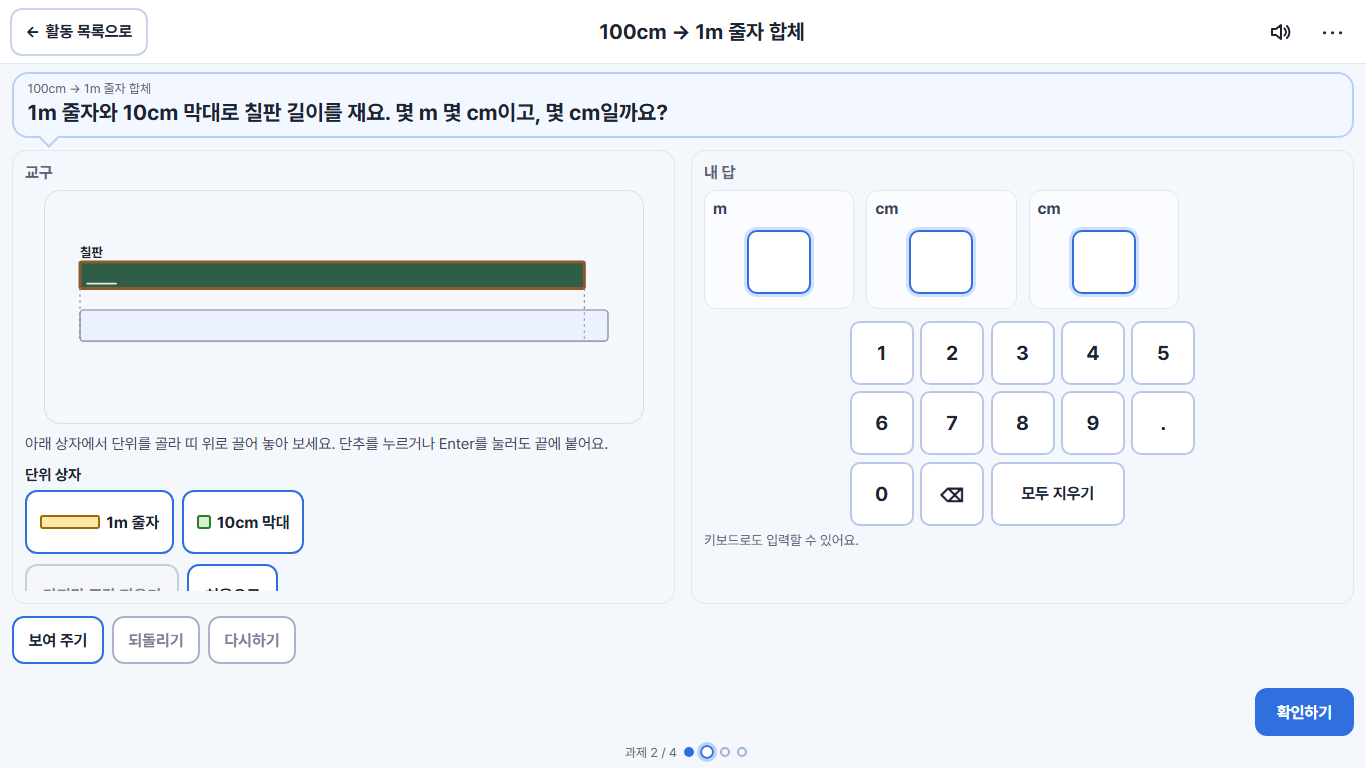 ← 활동 목록으로
100cm → 1m 줄자 합체
100cm → 1m 줄자 합체
1m 줄자와 10cm 막대로 칠판 길이를 재요. 몇 m 몇 cm이고, 몇 cm일까요?
교구
칠판
아래 상자에서 단위를 골라 띠 위로 끌어 놓아 보세요. 단추를 누르거나 Enter를 눌러도 끝에 붙어요.
단위 상자
1m 줄자
10cm 막대
내 답
m
cm
cm
1 2 3 4 5
6 7 8 9 .
0 ⌫ 모두 지우기
키보드로도 입력할 수 있어요.
보여 주기
되돌리기
다시하기
확인하기
과제 2 / 4